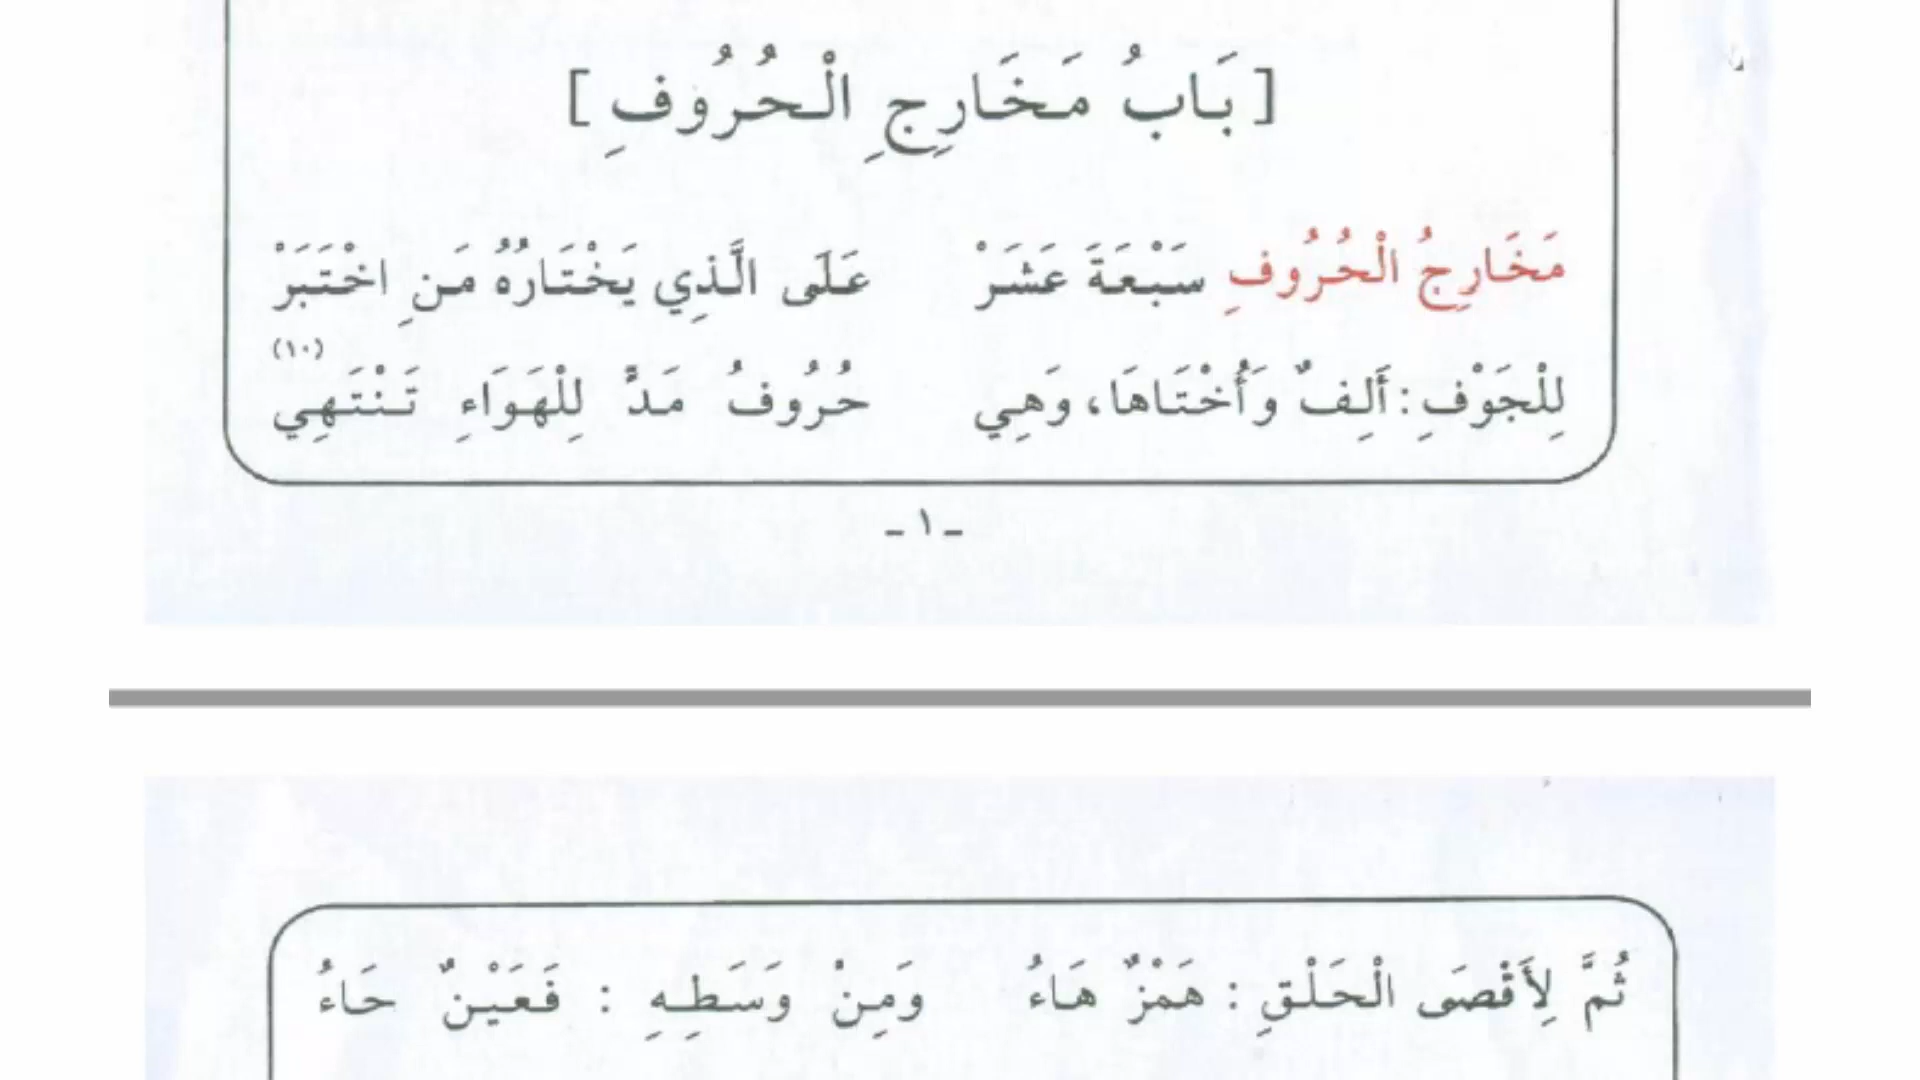 [ بَابُ مَخَارِجِ الْحُرُوفِ ]
مَخَارِجُ الْحُرُوفِ سَبْعَةَ عَشَرْ عَلَى الَّذِي يَخْتَارُهُ مَنِ اخْتَبَرْ
لِلْجَوْفِ : أَلِفٌ وَأُخْتَاهَا، وَهِي حُرُوفُ مَدٍّ لِلْهَوَاءِ تَنْتَهِي (١٠)
- ١ -
ثُمَّ لِأَقْصَى الْحَلْقِ : هَمْزٌ هَاءُ وَمِنْ وَسَطِهِ : فَعَيْنٌ حَاءُ